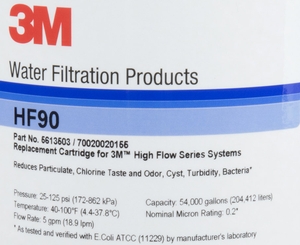 3M
Water Filtration Products
HF90
Part No. 5613503 / 70020020155
Replacement Cartridge for 3M™ High Flow Series Systems
Reduces Particulate, Chlorine Taste and Odor, Cyst, Turbidity, Bacteria*
Pressure: 25-125 psi (172-862 kPa)
Capacity: 54,000 gallons (204,412 liters)
Temperature: 40-100°F (4.4-37.8°C)
Nominal Micron Rating: 0.2*
Flow Rate: 5 gpm (18.9 lpm)
* As tested and verified with E.Coli ATCC (11229) by manufacturer